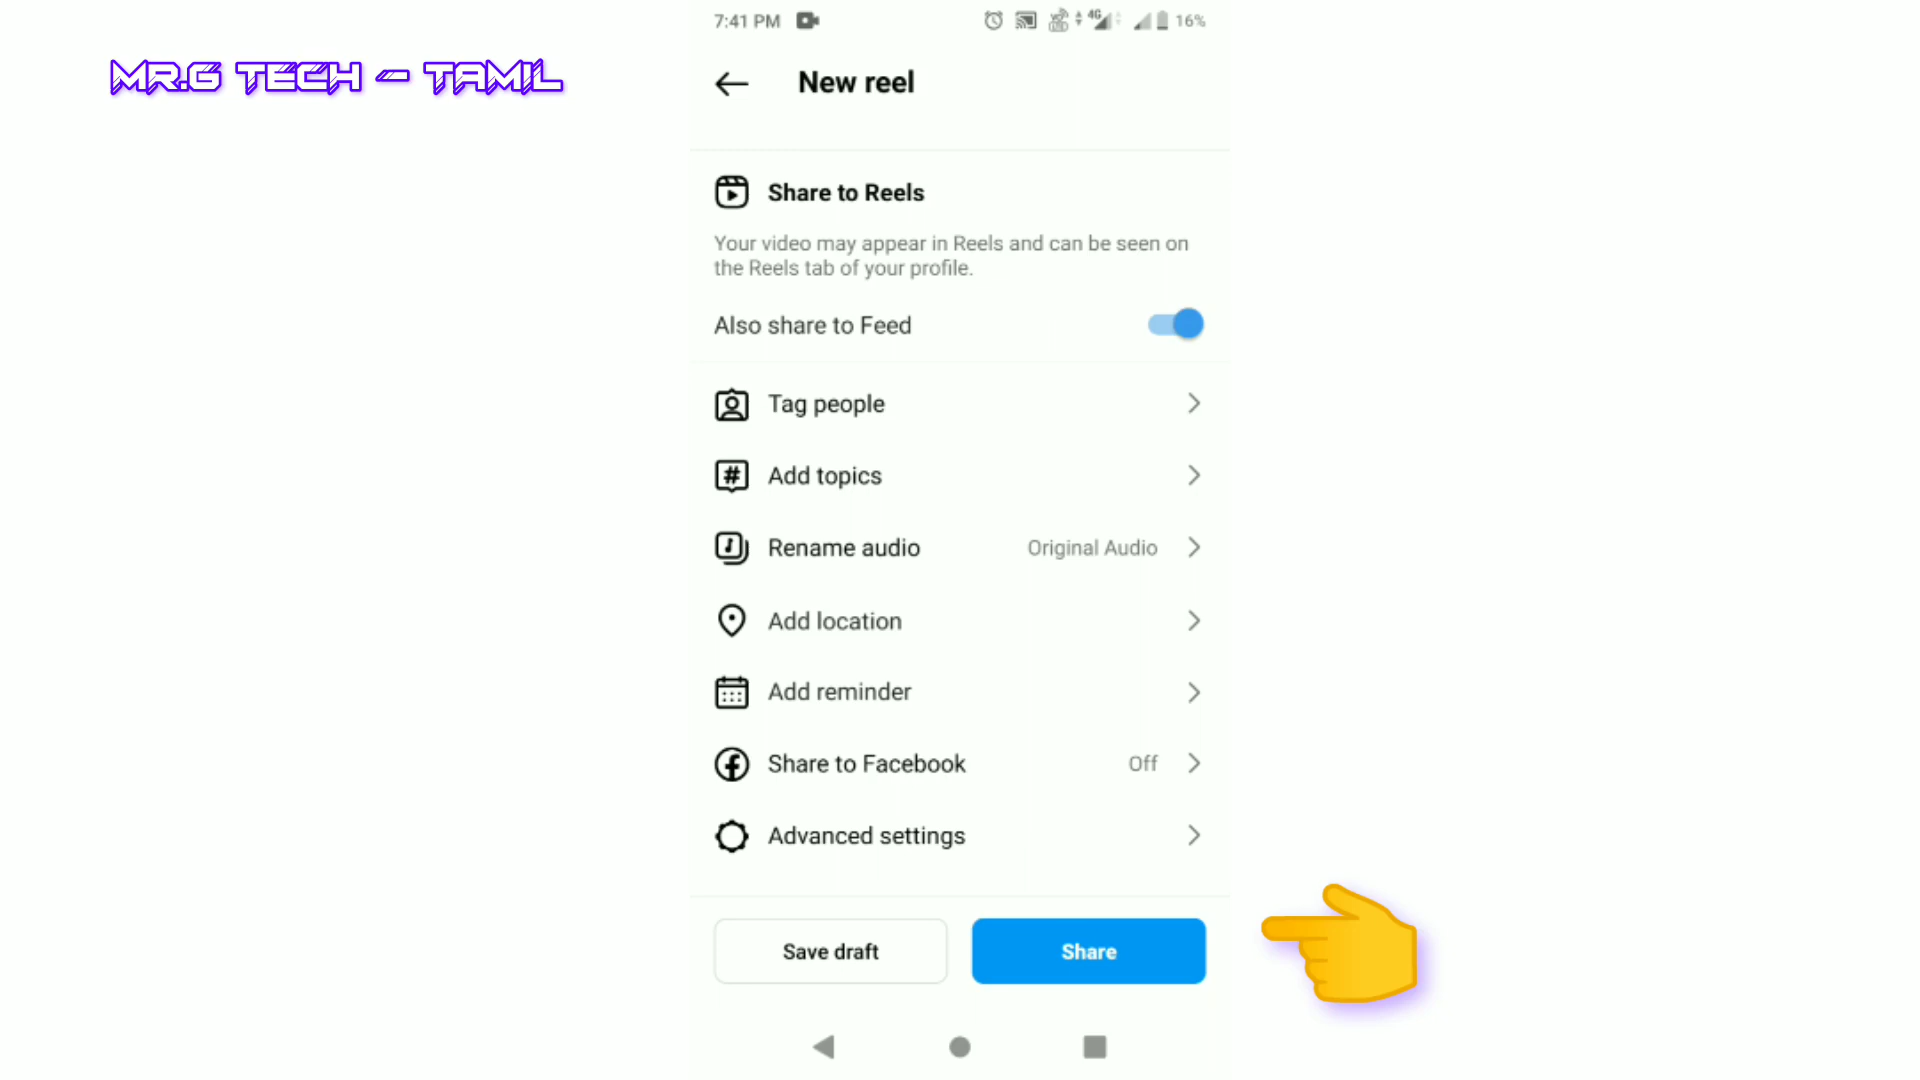 7:41 PM
4G
16%
MR.G TECH - TAMIL
New reel
Share to Reels
Your video may appear in Reels and can be seen on
the Reels tab of your profile.
Also share to Feed
Tag people
Add topics
Rename audio Original Audio
Add location
Add reminder
Share to Facebook Off
Advanced settings
Save draft
Share